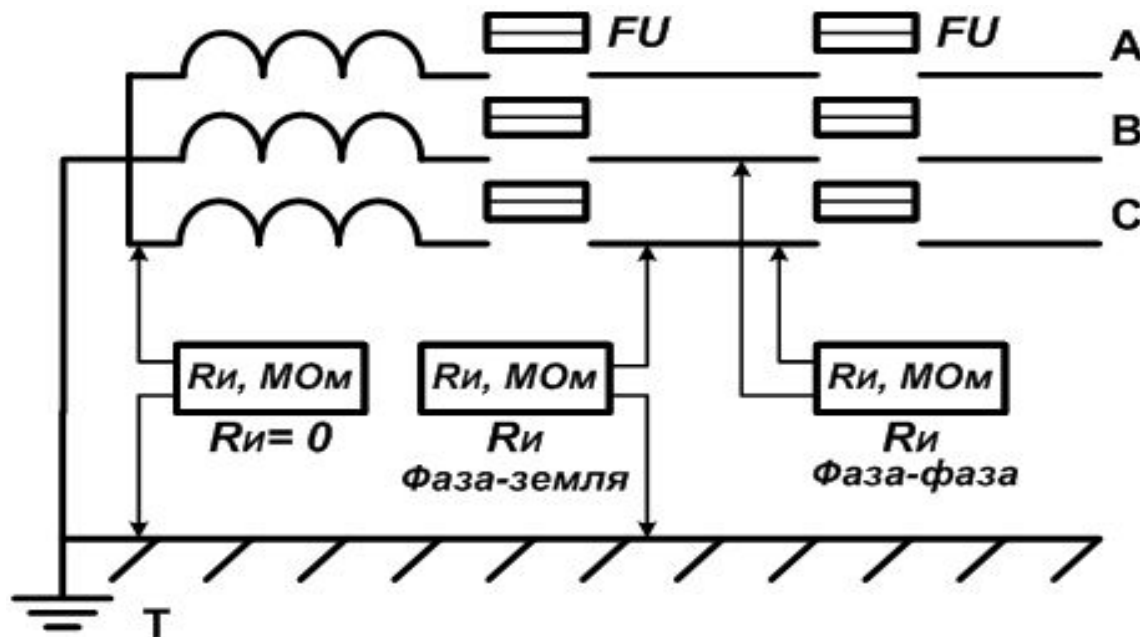 FU FU A
B
C
Rи, МОм Rи, МОм Rи, МОм
Rи= 0 Rи Rи
Фаза-земля Фаза-фаза
T